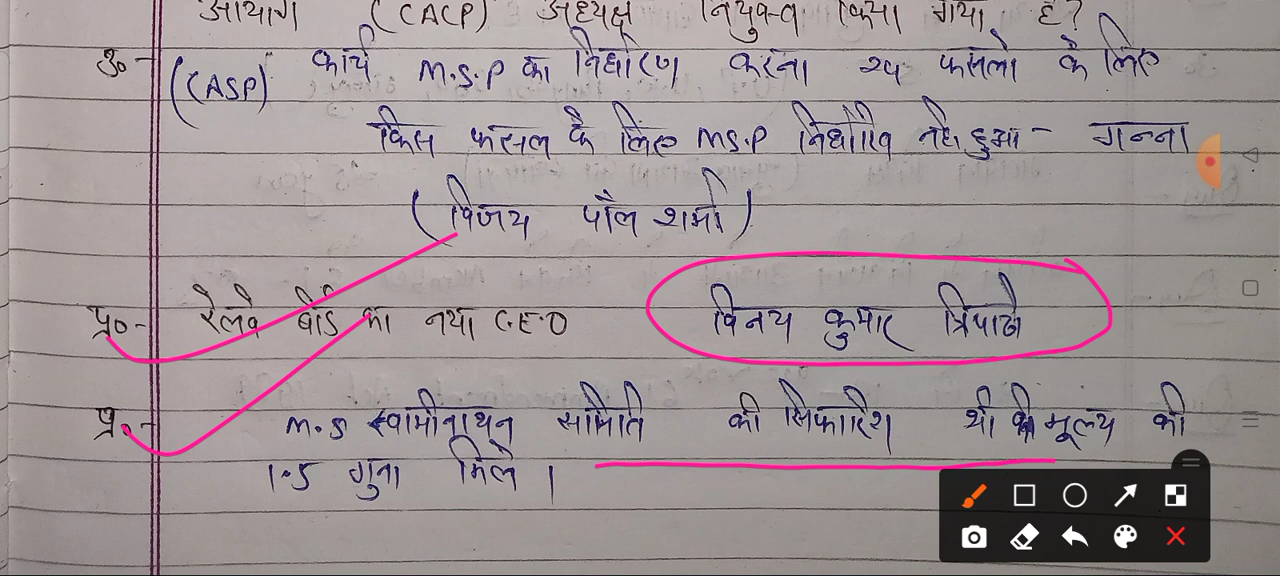 आयोग (CACP) अध्यक्ष नियुक्त किया गया है?
उ०- कार्य M.S.P का निर्धारण करना २५ फसलो के लिए
(CASP)
किस फसल के लिए MS.P निर्धारित नही हुआ - गन्ना
(विजय पॉल शर्मा)
प्र०- रेलवे बोर्ड का नया C.E.O विनय कुमार त्रिपाठी
प्र०- M.S स्वामीनाथन समिति की सिफारिश थी मूल्य की
1.5 गुना मिले।